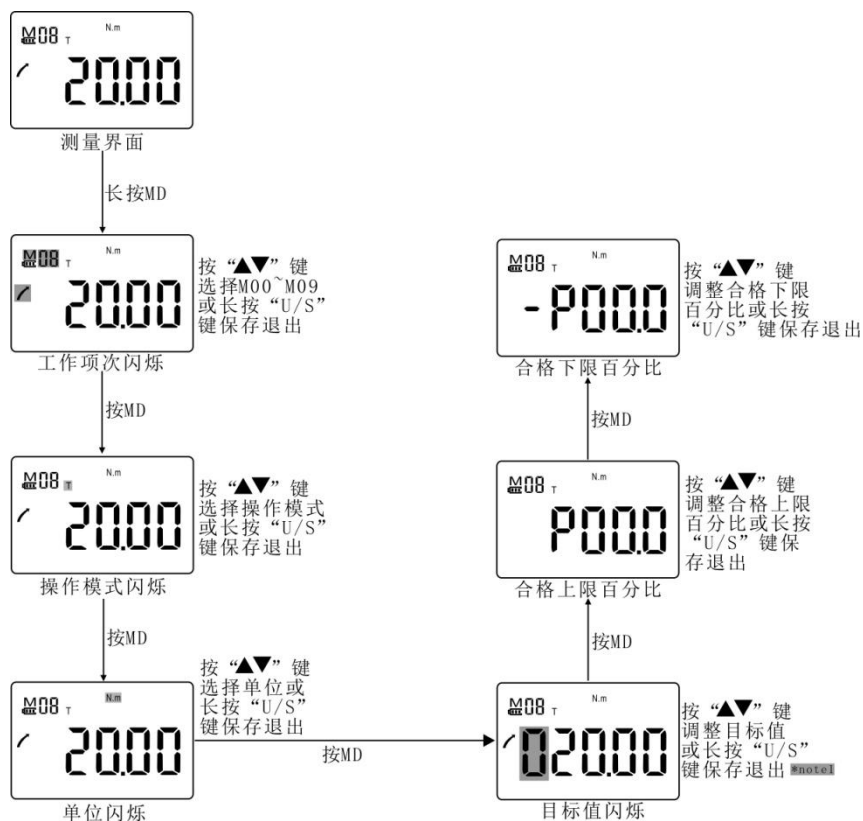 M08 T N.m
20.00
测量界面
长按MD
M08 T N.m
20.00
按 “▲▼” 键
选择M00~M09
或长按 “U/S”
键保存退出
工作项次闪烁
按MD
M08 T N.m
20.00
按 “▲▼” 键
选择操作模式
或长按 “U/S”
键保存退出
操作模式闪烁
按MD
M08 T N.m
20.00
按 “▲▼” 键
选择单位或
长按 “U/S”
键保存退出
单位闪烁
按MD
M08 T N.m
020.00
按 “▲▼” 键
调整目标值
或长按 “U/S”
键保存退出 *note1
目标值闪烁
按MD
M08 T N.m
P00.0
按 “▲▼” 键
调整合格上限
百分比或长按
“U/S” 键保
存退出
合格上限百分比
按MD
M08 T N.m
-P00.0
按 “▲▼” 键
调整合格下限
百分比或长按
“U/S” 键保存退出
合格下限百分比